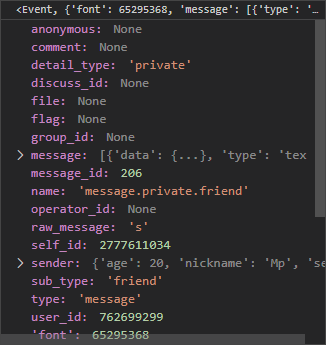 <Event, {'font': 65295368, 'message': [{'type': '...
anonymous: None
comment: None
detail_type: 'private'
discuss_id: None
file: None
flag: None
group_id: None
> message: [{'data': {...}, 'type': 'tex
message_id: 206
name: 'message.private.friend'
operator_id: None
raw_message: 's'
self_id: 2777611034
> sender: {'age': 20, 'nickname': 'Mp', 'se
sub_type: 'friend'
type: 'message'
user_id: 762699299
'font': 65295368